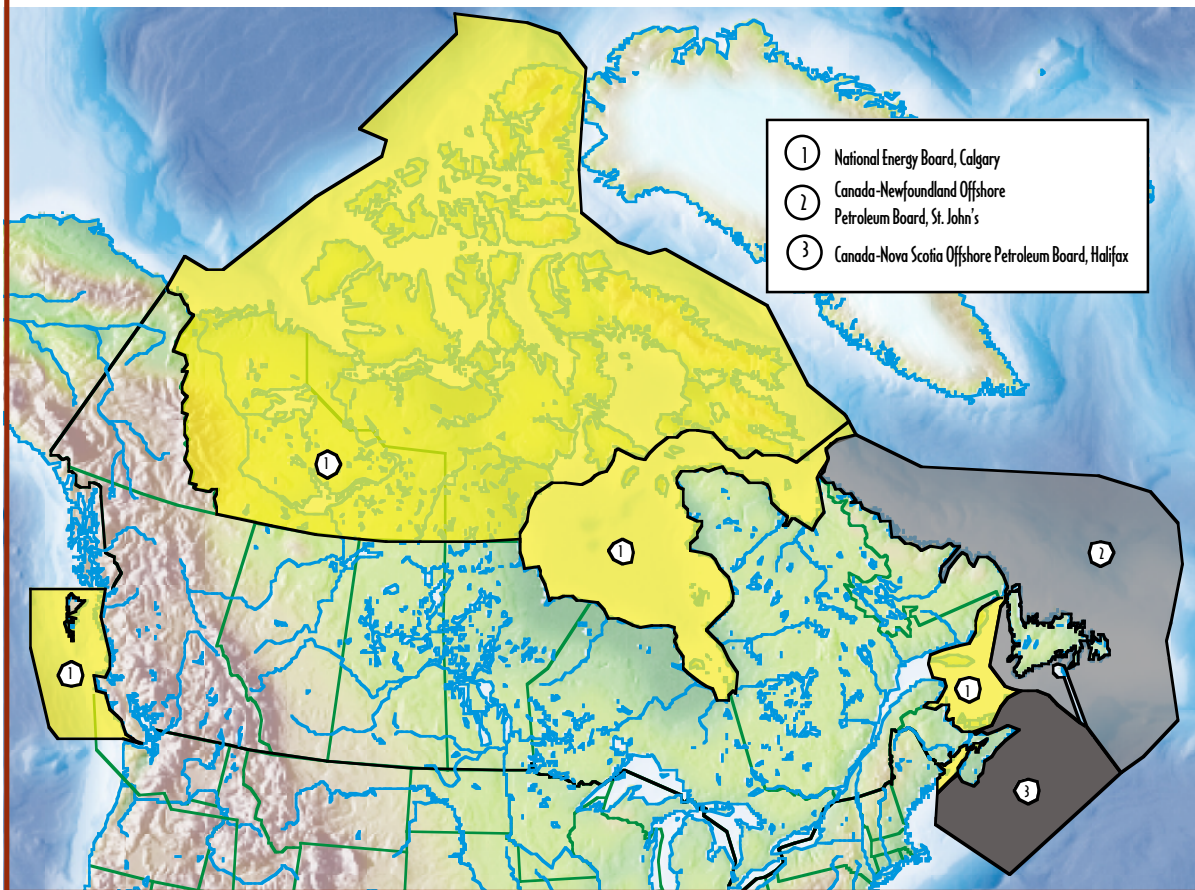 1 National Energy Board, Calgary
2 Canada-Newfoundland Offshore
Petroleum Board, St. John's
3 Canada-Nova Scotia Offshore Petroleum Board, Halifax
1
1
2
1
1
3